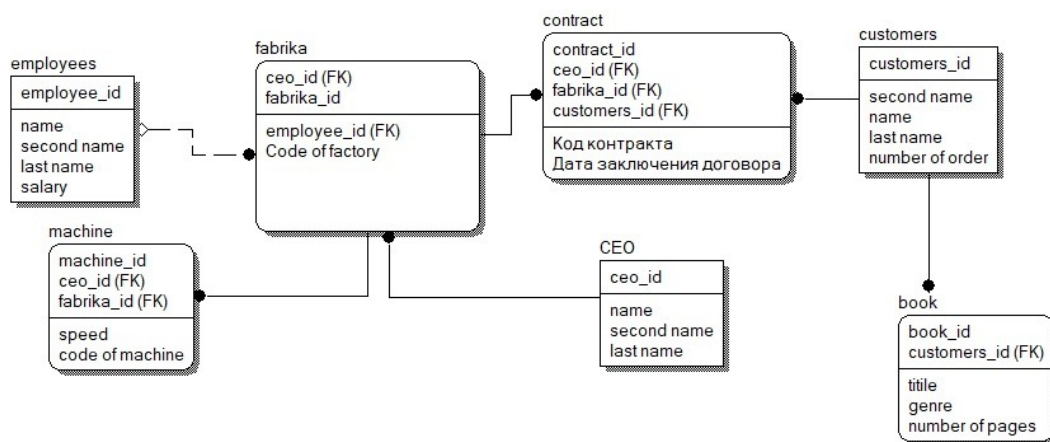 employees
employee_id
name
second name
last name
salary
fabrika
ceo_id (FK)
fabrika_id
employee_id (FK)
Code of factory
contract
contract_id
ceo_id (FK)
fabrika_id (FK)
customers_id (FK)
Код контракта
Дата заключения договора
customers
customers_id
second name
name
last name
number of order
machine
machine_id
ceo_id (FK)
fabrika_id (FK)
speed
code of machine
CEO
ceo_id
name
second name
last name
book
book_id
customers_id (FK)
titile
genre
number of pages